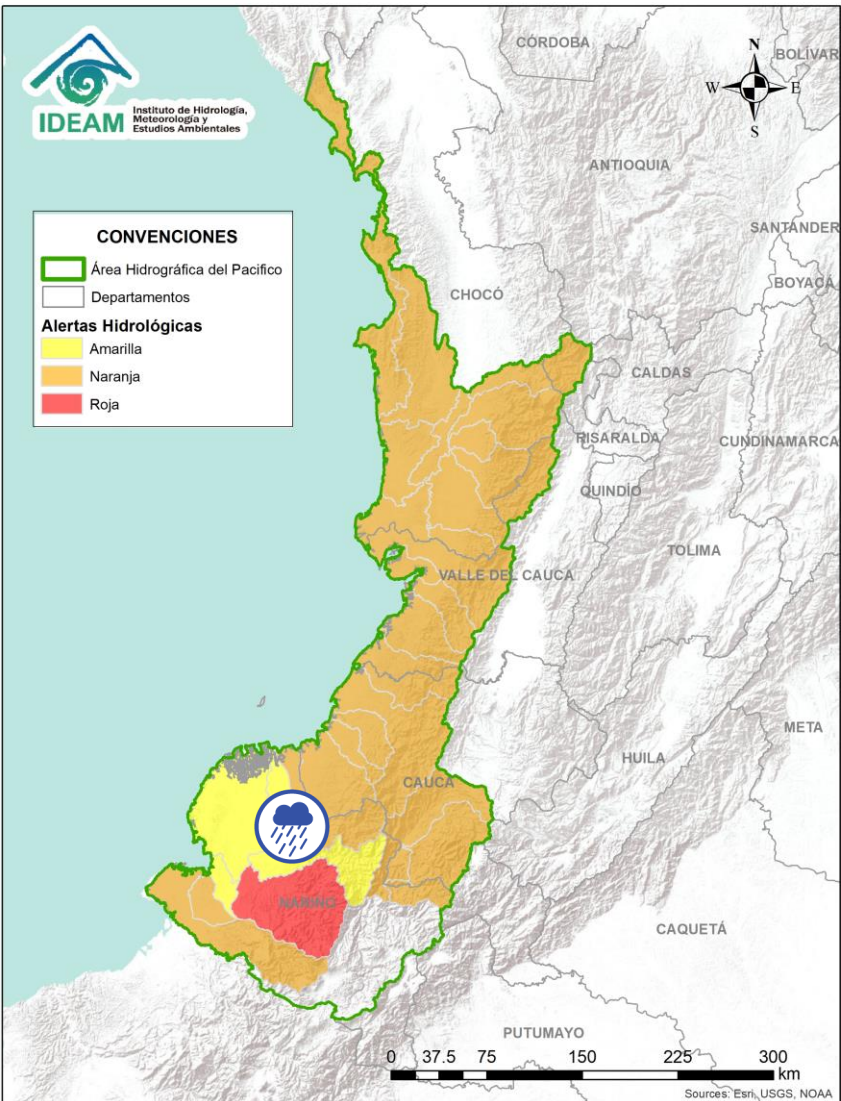 IDEAM
Instituto de Hidrología,
Meteorología y
Estudios Ambientales
N
W
E
S
CÓRDOBA
BOLÍVAR
ANTIOQUIA
SANTANDER
BOYACÁ
CONVENCIONES
Área Hidrográfica del Pacifico
Departamentos
Alertas Hidrológicas
Amarilla
Naranja
Roja
CHOCÓ
CALDAS
RISARALDA
CUNDINAMARCA
QUINDÍO
TOLIMA
VALLE DEL CAUCA
META
HUILA
CAUCA
NARIÑO
CAQUETÁ
PUTUMAYO
0 37.5 75 150 225 300
km
Sources: Esri, USGS, NOAA